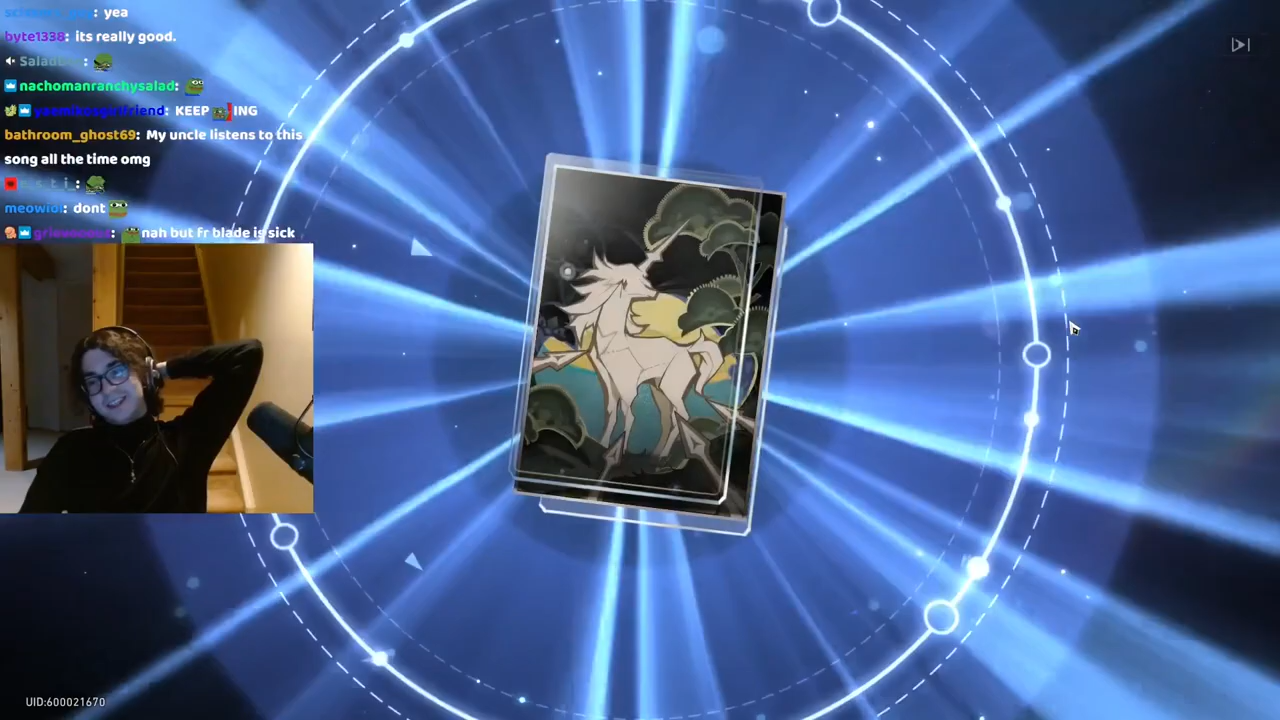 yea
byte1338: its really good.
nachomanranchysalad:
KEEP ING
bathroom_ghost69: My uncle listens to this
song all the time omg
meowidi: dont
nah but fr blade is sick
UID:600021670